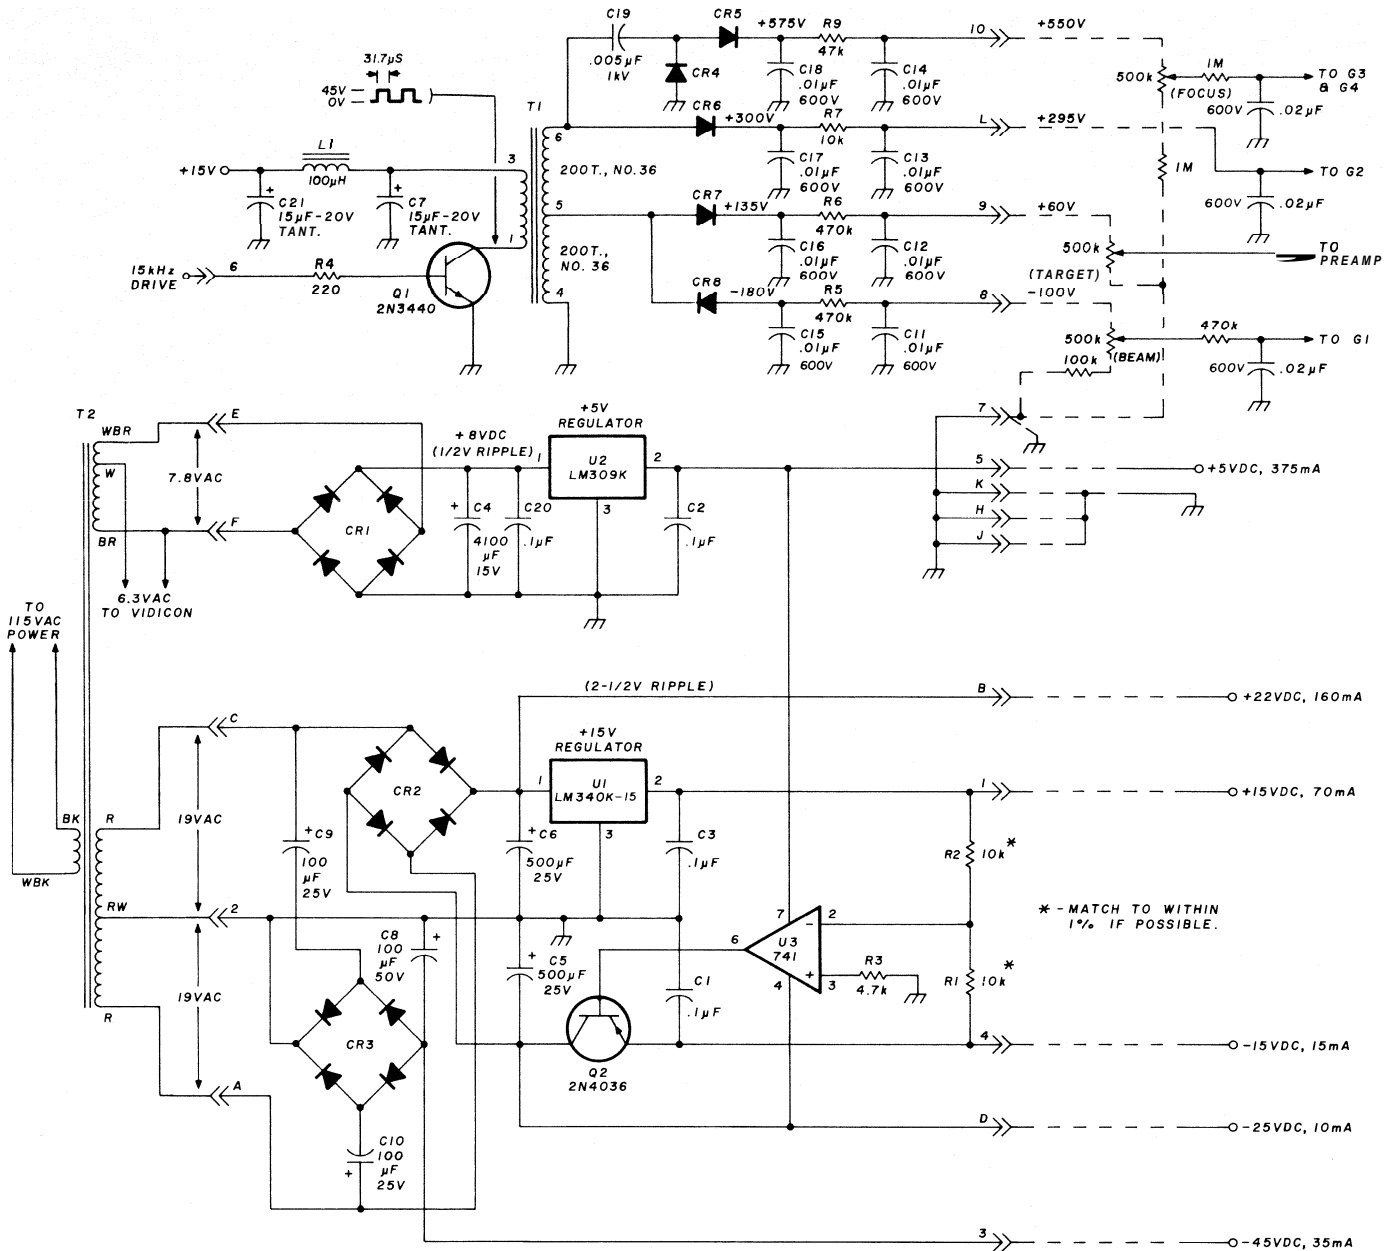 C19
.005µF
1kV
CR5
CR4
+575V
R9
47k
C18
.01µF
600V
C14
.01µF
600V
10
+550V
500k
1M
(FOCUS)
600V
.02µF
TO G3
& G4
31.7µS
45V
0V
T1
6
3
5
1
4
200T., NO.36
200T.,
NO. 36
CR6
+300V
R7
10k
C17
.01µF
600V
C13
.01µF
600V
L
+295V
1M
TO G2
600V
.02µF
+15V
L1
100µH
+
C21
15µF-20V
TANT.
+
C7
15µF-20V
TANT.
CR7
+135V
R6
470k
C16
.01µF
600V
C12
.01µF
600V
9
+60V
500k
(TARGET)
TO
PREAMP
15kHz
DRIVE
6
R4
220
Q1
2N3440
CR8
-180V
R5
470k
C15
.01µF
600V
C11
.01µF
600V
8
-100V
500k
(BEAM)
100k
470k
TO G1
600V
.02µF
7
T2
WBR
W
BR
E
7.8VAC
F
6.3VAC
TO VIDICON
CR1
+8VDC
(1/2V RIPPLE)
+ C4
4100
µF
15V
C20
.1µF
+5V
REGULATOR
1
U2
LM309K
2
3
C2
.1µF
5
+5VDC, 375mA
K
H
J
TO
115VAC
POWER
BK
WBK
(2-1/2V RIPPLE)
B
+22VDC, 160mA
C
19VAC
R
RW
2
19VAC
R
A
+C9
100
µF
25V
CR2
+15V
REGULATOR
1
U1
LM340K-15
2
3
+C6
500µF
25V
C3
.1µF
1
+15VDC, 70mA
R2
10k*
* - MATCH TO WITHIN
1% IF POSSIBLE.
C8
100
µF
50V
+
+
C5
500µF
25V
C1
.1µF
6
7
U3
741
4
-
2
+
3
R3
4.7k
R1
10k
*
CR3
Q2
2N4036
4
-15VDC, 15mA
D
-25VDC, 10mA
C10
100
µF
25V
+
3
-45VDC, 35mA